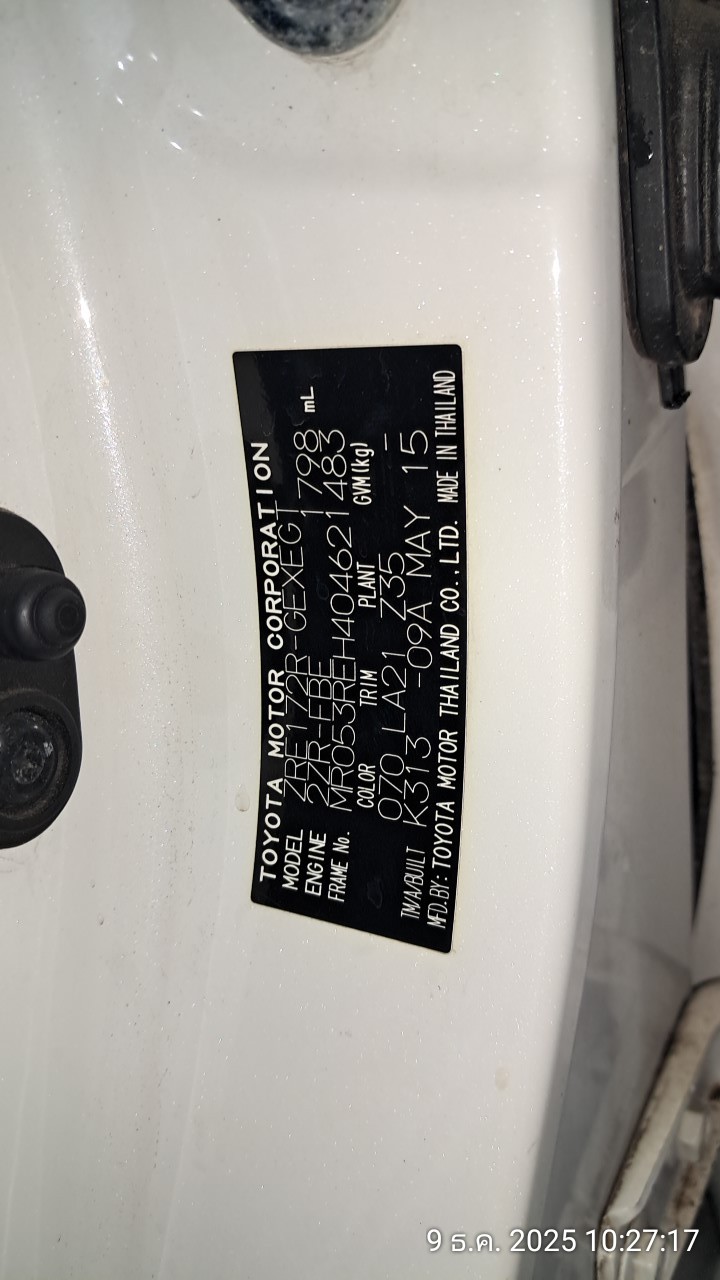 TOYOTA MOTOR CORPORATION
MODEL ZRE172R-GEXEGT
ENGINE 2ZR-FBE 1798 mL
FRAME No. MR053REH404621483
COLOR TRIM PLANT GVM(kg)
070 LA21 Z35 —
T/M/A/BUILT K313 -09A MAY 15
MFD.BY: TOYOTA MOTOR THAILAND CO.,LTD. MADE IN THAILAND
9 ธ.ค. 2025 10:27:17